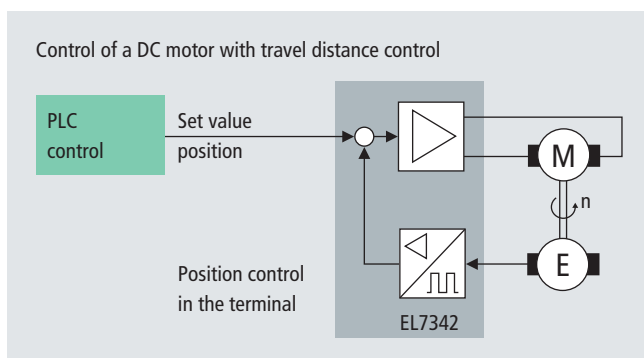 Control of a DC motor with travel distance control
PLC
control
Set value
position
M
n
E
Position control
in the terminal
EL7342